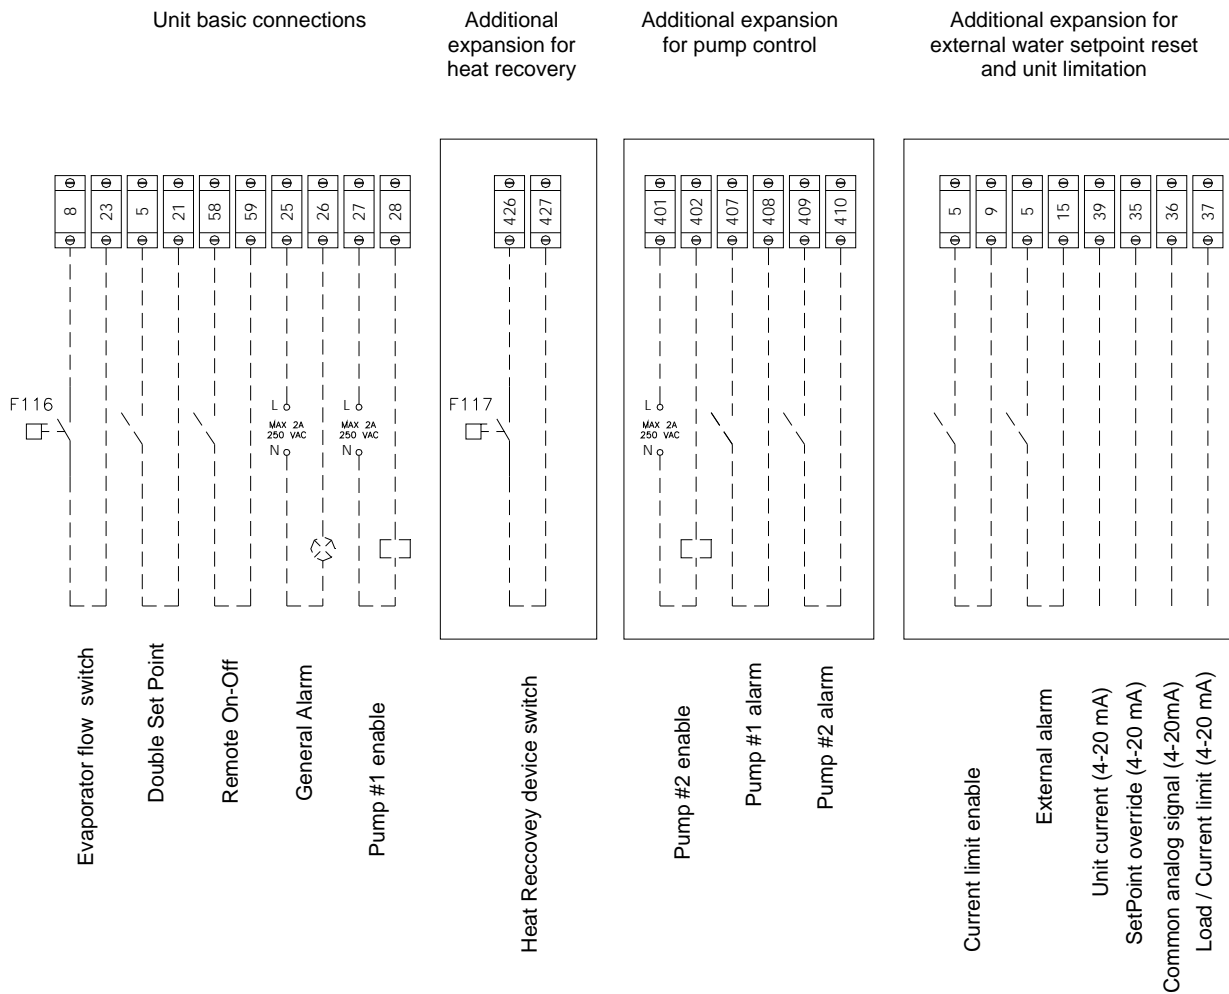 Unit basic connections
Additional
expansion for
heat recovery
Additional expansion
for pump control
Additional expansion for
external water setpoint reset
and unit limitation
8
23
5
21
58
59
25
26
27
28
426
427
401
402
407
408
409
410
5
9
5
15
39
35
36
37
F116
L
MAX 2A
250 VAC
N
L
MAX 2A
250 VAC
N
F117
L
MAX 2A
250 VAC
N
Evaporator flow switch
Double Set Point
Remote On-Off
General Alarm
Pump #1 enable
Heat Reccovey device switch
Pump #2 enable
Pump #1 alarm
Pump #2 alarm
Current limit enable
External alarm
Unit current (4-20 mA)
SetPoint override (4-20 mA)
Common analog signal (4-20mA)
Load / Current limit (4-20 mA)